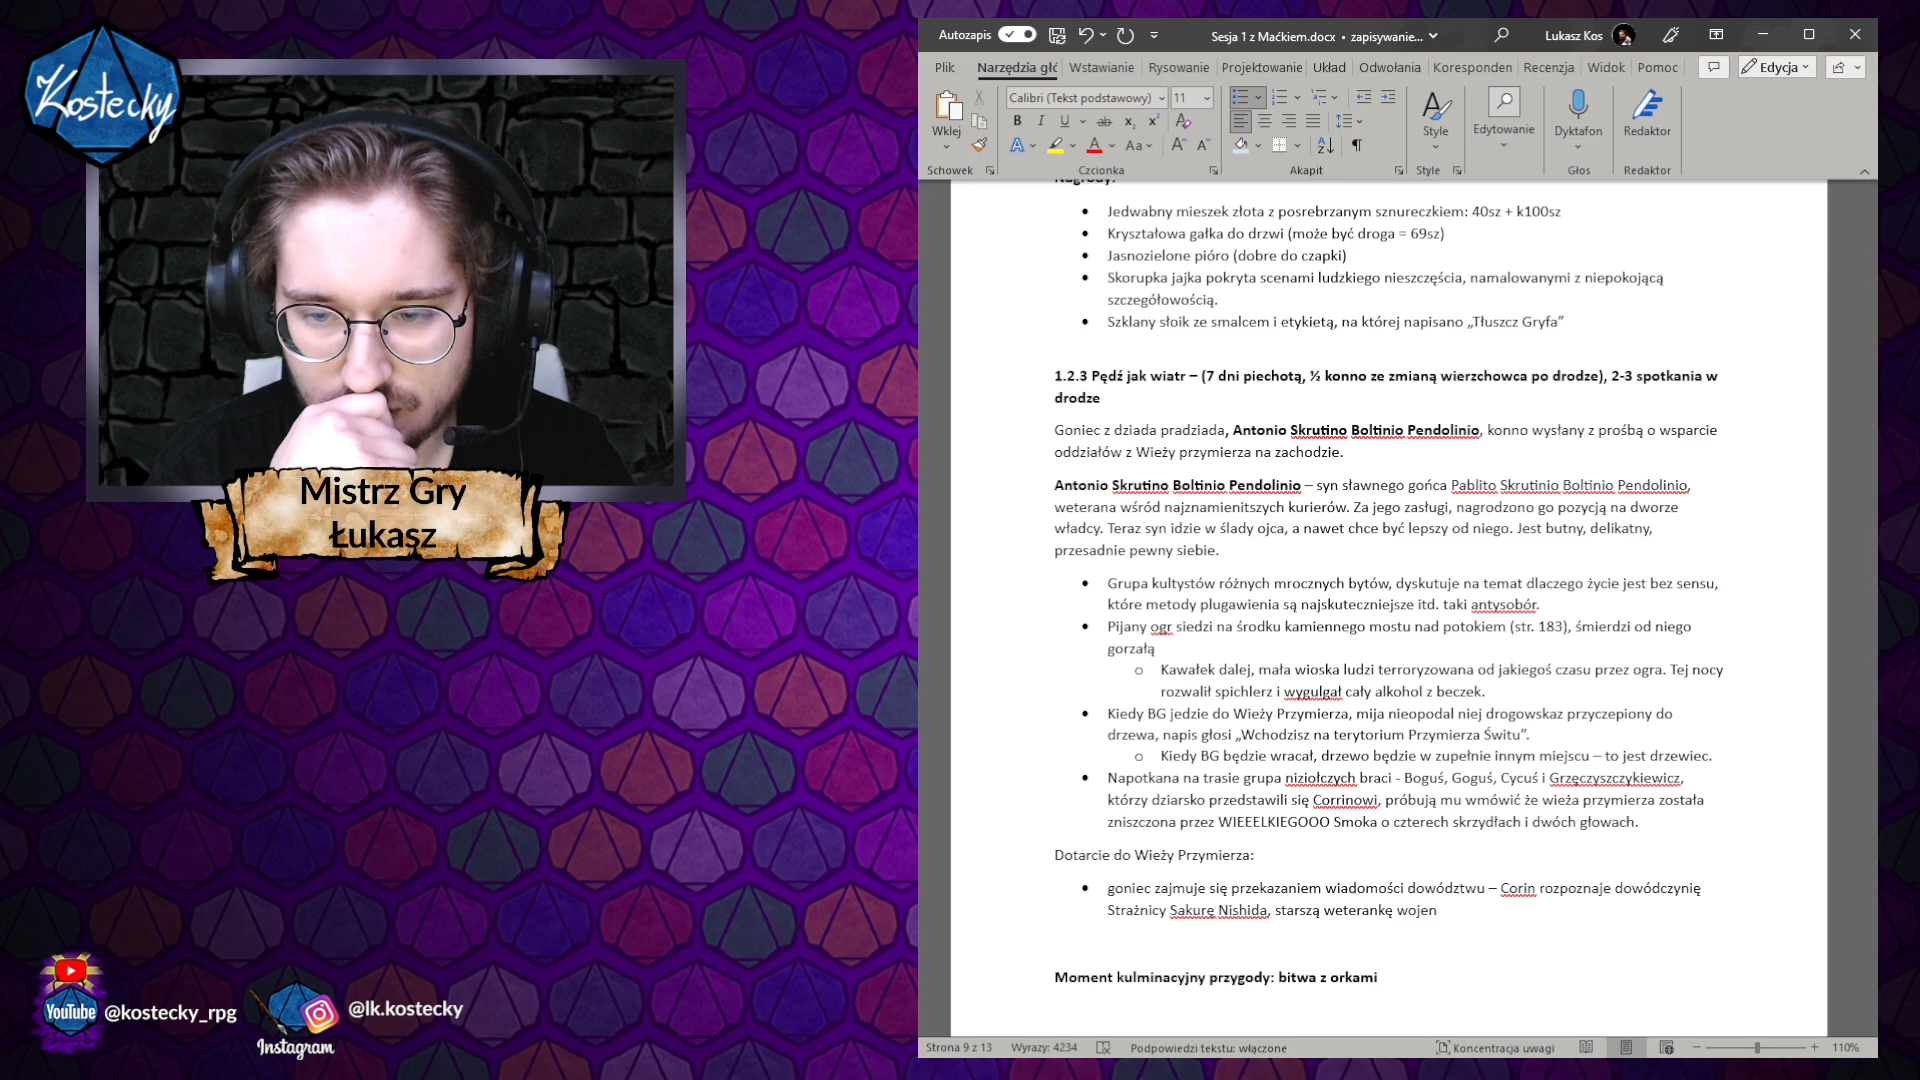 Kostecky
Mistrz Gry
Łukasz
YouTube @kostecky_rpg
@lk.kostecky
Instagram
Autozapis
Sesja 1 z Maćkiem.docx • zapisywanie...
Lukasz Kos
Plik Narzędzia głó Wstawianie Rysowanie Projektowanie Układ Odwołania Koresponden Recenzja Widok Pomoc Edycja
Wklej
Calibri (Tekst podstawowy) 11
Style
Edytowanie
Dyktafon
Redaktor
Schowek Czcionka Akapit Style Głos Redaktor
Nagrody:
• Jedwabny mieszek złota z posrebrzanym sznureczkiem: 40sz + k100sz
• Kryształowa gałka do drzwi (może być droga = 69sz)
• Jasnozielone pióro (dobre do czapki)
• Skorupka jajka pokryta scenami ludzkiego nieszczęścia, namalowanymi z niepokojącą
szczegółowością.
• Szklany słoik ze smalcem i etykietą, na której napisano „Tłuszcz Gryfa”
1.2.3 Pędź jak wiatr – (7 dni piechotą, ½ konno ze zmianą wierzchowca po drodze), 2-3 spotkania w
drodze
Goniec z dziada pradziada, Antonio Skrutino Boltinio Pendolinio, konno wysłany z prośbą o wsparcie
oddziałów z Wieży przymierza na zachodzie.
Antonio Skrutino Boltinio Pendolinio – syn sławnego gońca Pablito Skrutinio Boltinio Pendolinio,
weterana wśród najznamienitszych kurierów. Za jego zasługi, nagrodzono go pozycją na dworze
władcy. Teraz syn idzie w ślady ojca, a nawet chce być lepszy od niego. Jest butny, delikatny,
przesadnie pewny siebie.
• Grupa kultystów różnych mrocznych bytów, dyskutuje na temat dlaczego życie jest bez sensu,
które metody plugawienia są najskuteczniejsze itd. taki antysobór.
• Pijany ogr siedzi na środku kamiennego mostu nad potokiem (str. 183), śmierdzi od niego
gorzałą
o Kawałek dalej, mała wioska ludzi terroryzowana od jakiegoś czasu przez ogra. Tej nocy
rozwalił spichlerz i wygulgał cały alkohol z beczek.
• Kiedy BG jedzie do Wieży Przymierza, mija nieopodal niej drogowskaz przyczepiony do
drzewa, napis głosi „Wchodzisz na terytorium Przymierza Świtu”.
o Kiedy BG będzie wracał, drzewo będzie w zupełnie innym miejscu – to jest drzewiec.
• Napotkana na trasie grupa niziołczych braci - Boguś, Goguś, Cycuś i Grzęczyszczykiewicz,
którzy dziarsko przedstawili się Corrinowi, próbują mu wmówić że wieża przymierza została
zniszczona przez WIEEELKIEGOOO Smoka o czterech skrzydłach i dwóch głowach.
Dotarcie do Wieży Przymierza:
• goniec zajmuje się przekazaniem wiadomości dowództwu – Corin rozpoznaje dowódczynię
Strażnicy Sakurę Nishida, starszą weterankę wojen
Moment kulminacyjny przygody: bitwa z orkami
Strona 9 z 13 Wyrazy: 4234 Podpowiedzi tekstu: włączone Koncentracja uwagi 110%